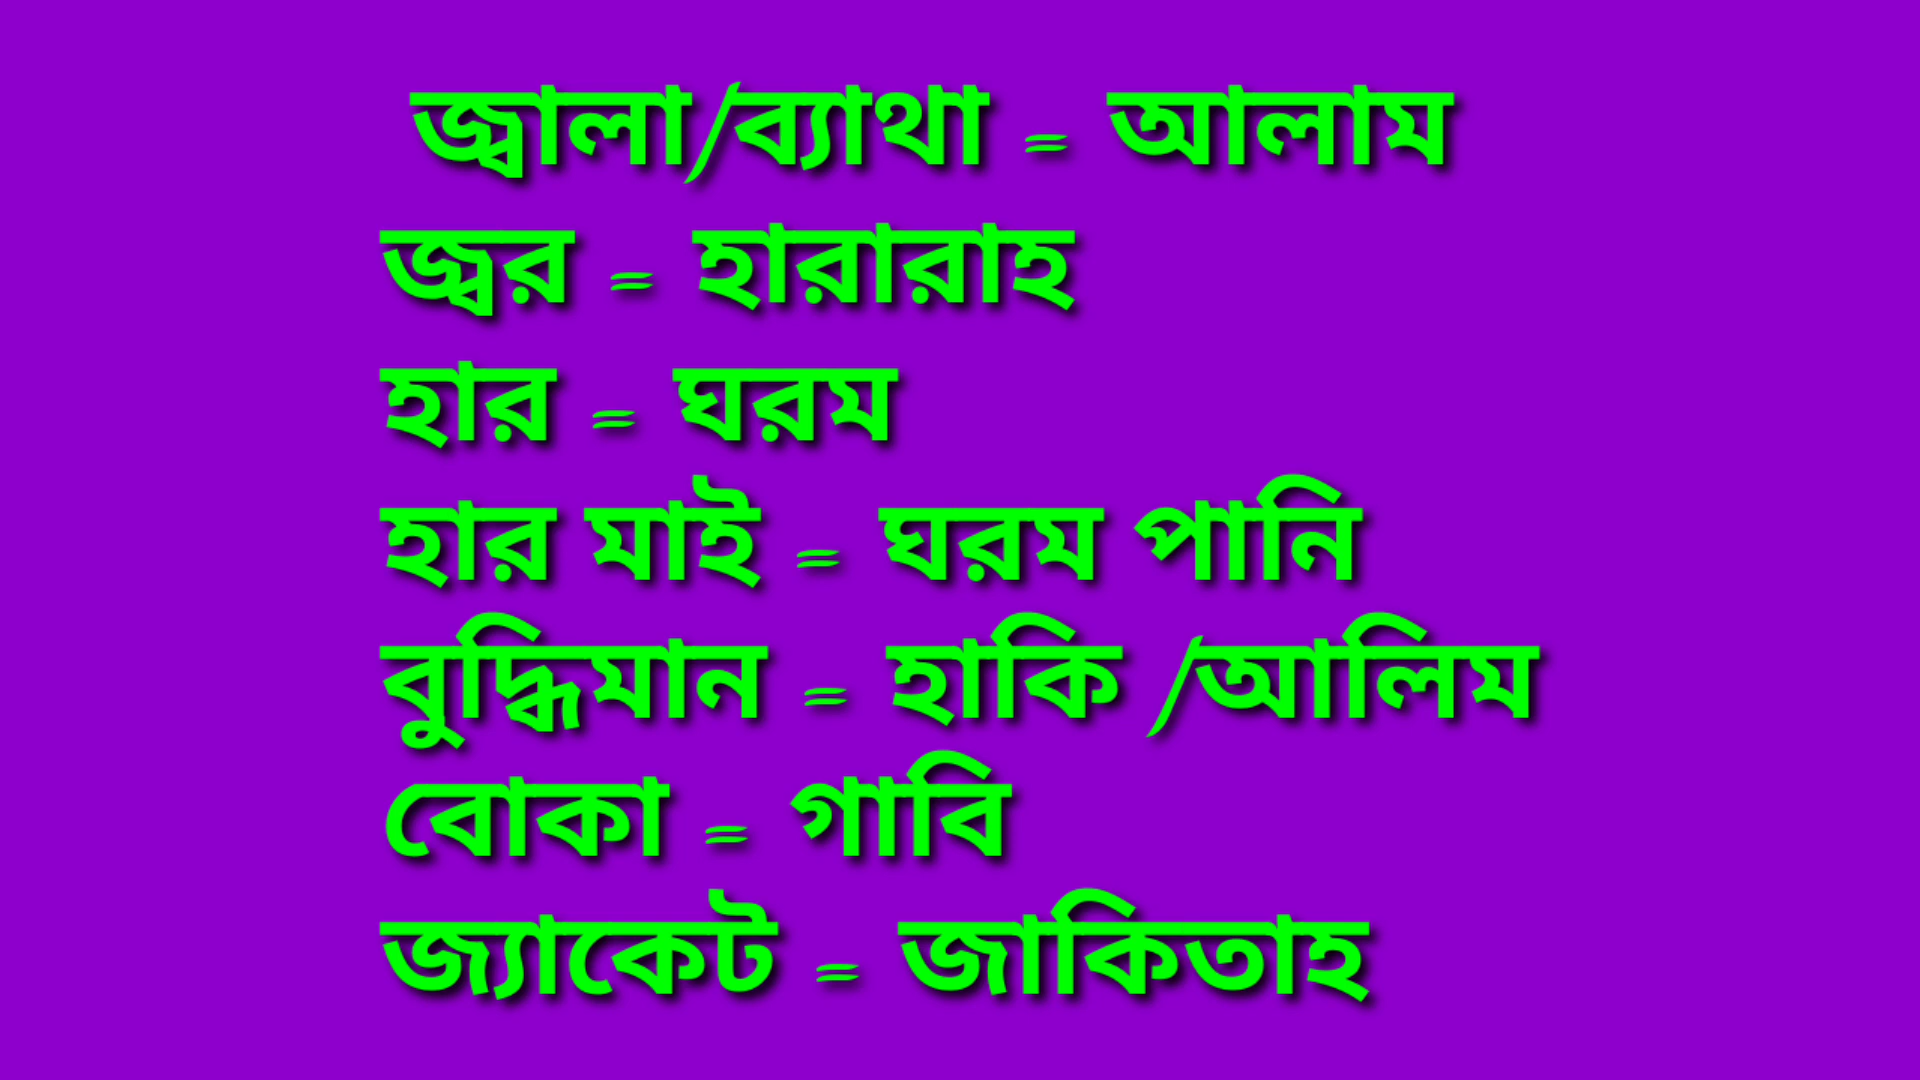 জ্বালা/ব্যাথা = আলাম
জ্বর = হারারাহ
হার = ঘরম
হার মাই = ঘরম পানি
বুদ্ধিমান = হাকি /আলিম
বোকা = গাবি
জ্যাকেট = জাকিতাহ